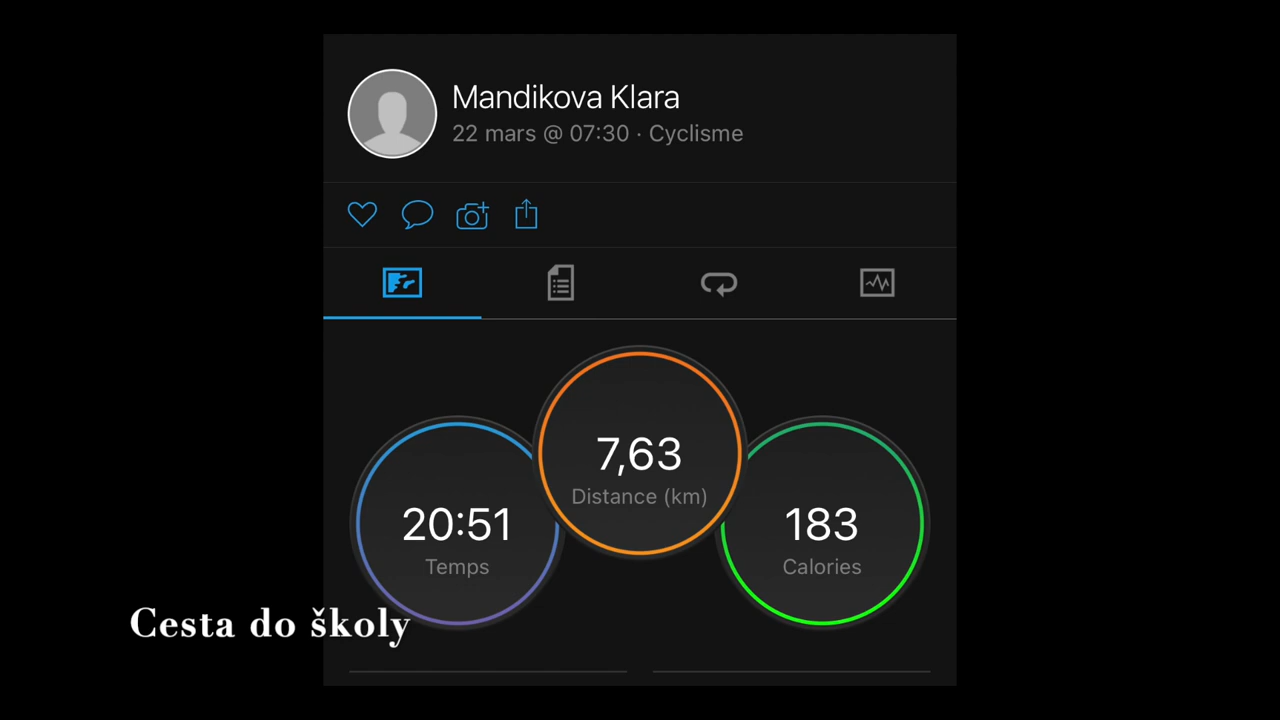 Mandikova Klara
22 mars @ 07:30 · Cyclisme
7,63
Distance (km)
20:51
Temps
183
Calories
Cesta do školy